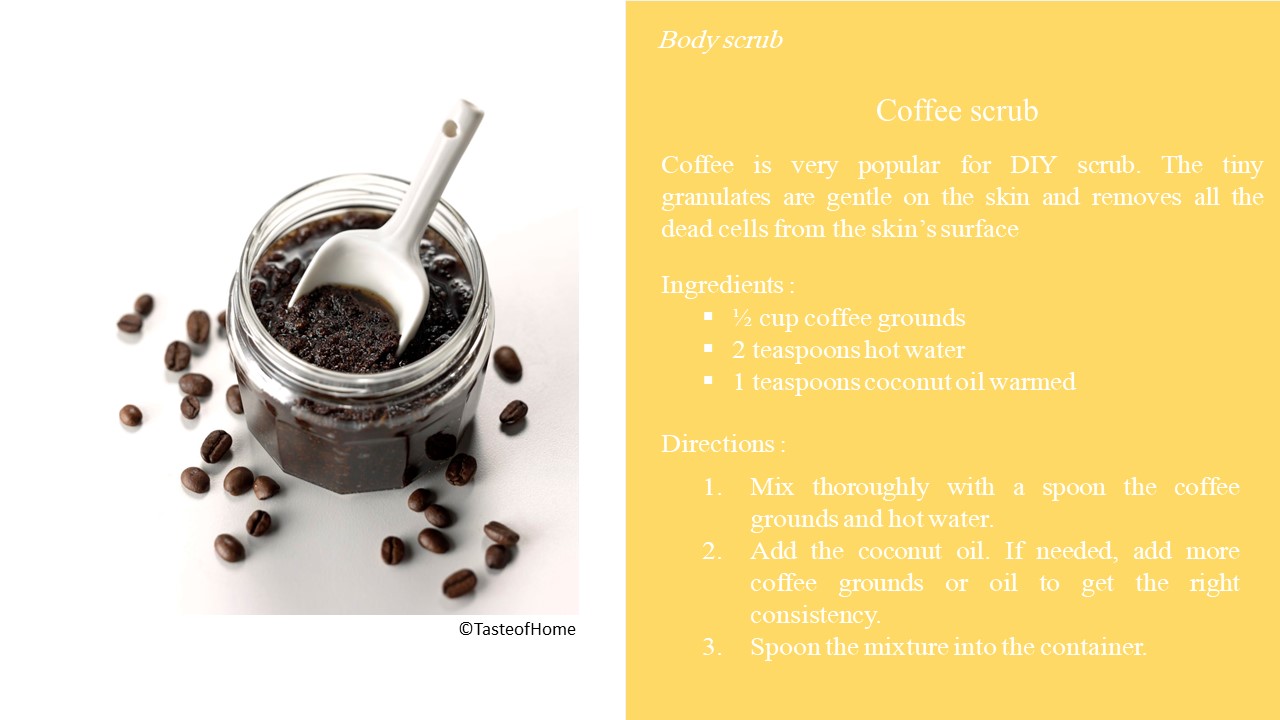 Body scrub
Coffee scrub
Coffee is very popular for DIY scrub. The tiny
granulates are gentle on the skin and removes all the
dead cells from the skin’s surface
Ingredients :
▪ ½ cup coffee grounds
▪ 2 teaspoons hot water
▪ 1 teaspoons coconut oil warmed
Directions :
1. Mix thoroughly with a spoon the coffee
grounds and hot water.
2. Add the coconut oil. If needed, add more
coffee grounds or oil to get the right
consistency.
3. Spoon the mixture into the container.
©TasteofHome